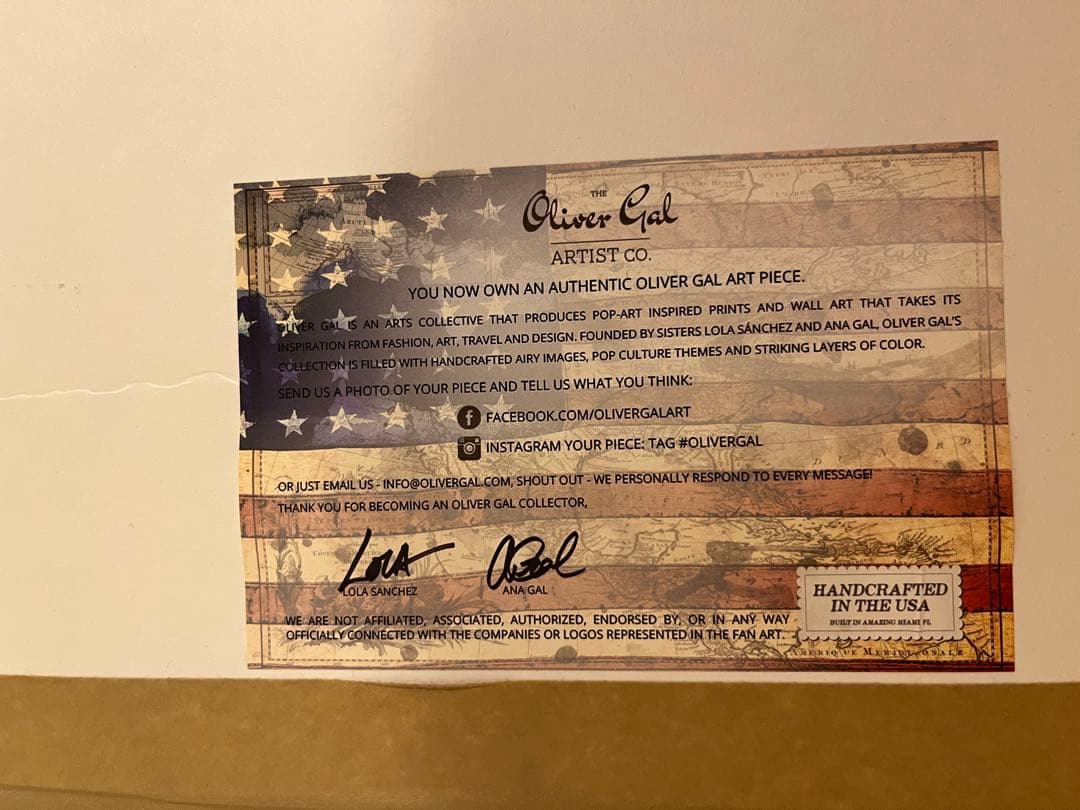 THE
Oliver Gal
ARTIST CO.
YOU NOW OWN AN AUTHENTIC OLIVER GAL ART PIECE.
OLIVER GAL IS AN ARTS COLLECTIVE THAT PRODUCES POP-ART INSPIRED PRINTS AND WALL ART THAT TAKES ITS
INSPIRATION FROM FASHION, ART, TRAVEL AND DESIGN. FOUNDED BY SISTERS LOLA SÁNCHEZ AND ANA GAL, OLIVER GAL'S
COLLECTION IS FILLED WITH HANDCRAFTED AIRY IMAGES, POP CULTURE THEMES AND STRIKING LAYERS OF COLOR.
SEND US A PHOTO OF YOUR PIECE AND TELL US WHAT YOU THINK:
FACEBOOK.COM/OLIVERGALART
INSTAGRAM YOUR PIECE: TAG #OLIVERGAL
OR JUST EMAIL US - INFO@OLIVERGAL.COM, SHOUT OUT - WE PERSONALLY RESPOND TO EVERY MESSAGE!
THANK YOU FOR BECOMING AN OLIVER GAL COLLECTOR,
LOLA
LOLA SANCHEZ
ANA GAL
WE ARE NOT AFFILIATED, ASSOCIATED, AUTHORIZED, ENDORSED BY, OR IN ANY WAY
OFFICIALLY CONNECTED WITH THE COMPANIES OR LOGOS REPRESENTED IN THE FAN ART.
HANDCRAFTED
IN THE USA
BUILT IN AMAZING MIAMI FL